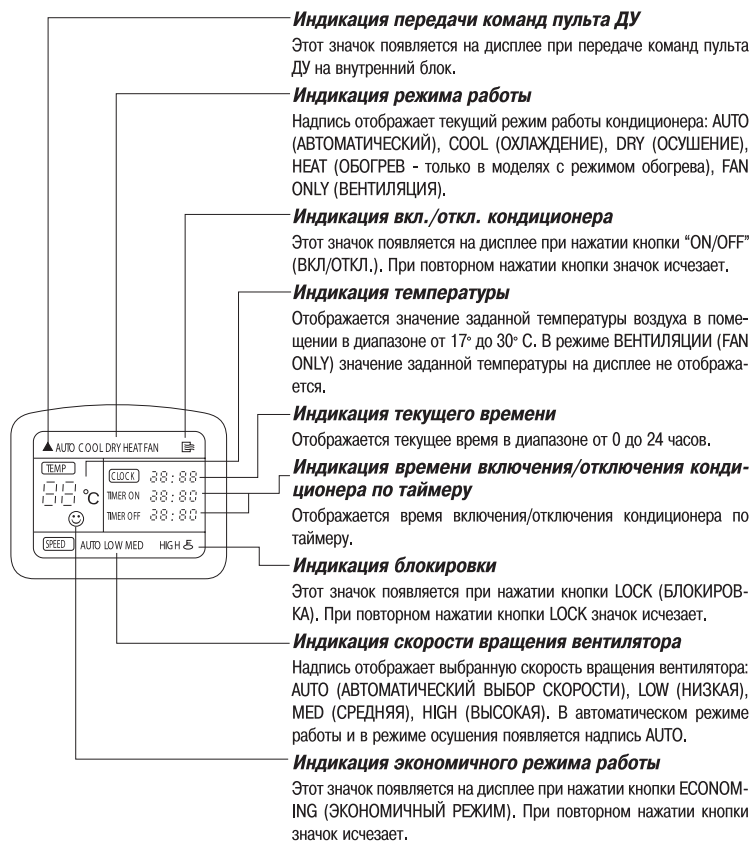 Индикация передачи команд пульта ДУ
Этот значок появляется на дисплее при передаче команд пульта
ДУ на внутренний блок.
Индикация режима работы
Надпись отображает текущий режим работы кондиционера: AUTO
(АВТОМАТИЧЕСКИЙ), COOL (ОХЛАЖДЕНИЕ), DRY (ОСУШЕНИЕ),
HEAT (ОБОГРЕВ - только в моделях с режимом обогрева), FAN
ONLY (ВЕНТИЛЯЦИЯ).
Индикация вкл./откл. кондиционера
Этот значок появляется на дисплее при нажатии кнопки “ON/OFF”
(ВКЛ/ОТКЛ.). При повторном нажатии кнопки значок исчезает.
Индикация температуры
Отображается значение заданной температуры воздуха в поме-
щении в диапазоне от 17° до 30° С. В режиме ВЕНТИЛЯЦИИ (FAN
ONLY) значение заданной температуры на дисплее не отобража-
ется.
Индикация текущего времени
Отображается текущее время в диапазоне от 0 до 24 часов.
Индикация времени включения/отключения конди-
ционера по таймеру
Отображается время включения/отключения кондиционера по
таймеру.
Индикация блокировки
Этот значок появляется при нажатии кнопки LOCK (БЛОКИРОВ-
КА). При повторном нажатии кнопки LOCK значок исчезает.
Индикация скорости вращения вентилятора
Надпись отображает выбранную скорость вращения вентилятора:
AUTO (АВТОМАТИЧЕСКИЙ ВЫБОР СКОРОСТИ), LOW (НИЗКАЯ),
MED (СРЕДНЯЯ), HIGH (ВЫСОКАЯ). В автоматическом режиме
работы и в режиме осушения появляется надпись AUTO.
Индикация экономичного режима работы
Этот значок появляется на дисплее при нажатии кнопки ECONOM-
ING (ЭКОНОМИЧНЫЙ РЕЖИМ). При повторном нажатии кнопки
значок исчезает.
AUTO COOL DRY HEAT FAN
TEMP
88 °C
CLOCK 88:88
TIMER ON 88:80
TIMER OFF 88:80
SPEED AUTO LOW MED HIGH